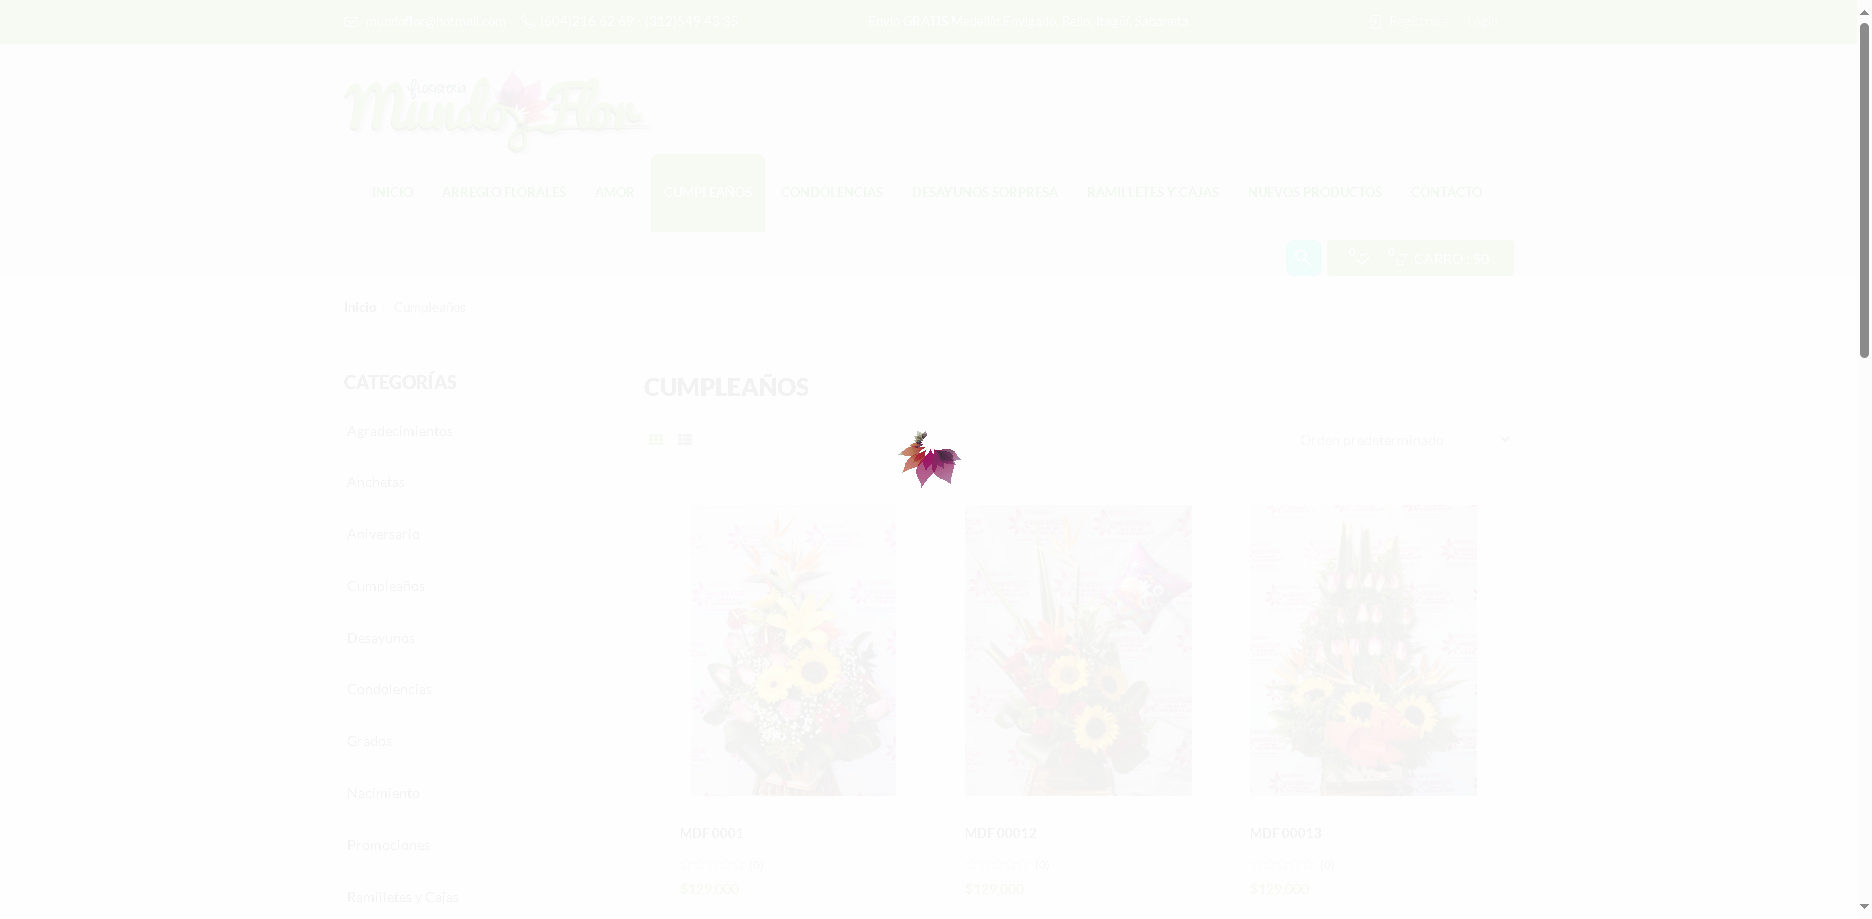 mundoflor@hotmail.com (604)216 62 69 - (312)549 48 35
Envío GRATIS Medellín, Envigado, Bello, Itagüí, Sabaneta
floristería
Mundo Flor
INICIO ARREGLO FLORALES AMOR CUMPLEAÑOS CONDOLENCIAS DESAYUNOS SORPRESA RAMILLETES Y CAJAS NUEVOS PRODUCTOS CONTACTO
CARRO $0
Inicio Cumpleaños
CATEGORÍAS
Agradecimientos
Anchetas
Aniversario
Cumpleaños
Desayunos
Condolencias
Grados
Nacimiento
Promociones
Ramilletes y Cajas
CUMPLEAÑOS
Orden predeterminado
MDF 0001
(0)
$129,000
MDF 00012
(0)
$129,000
MDF 00013
(0)
$129,000